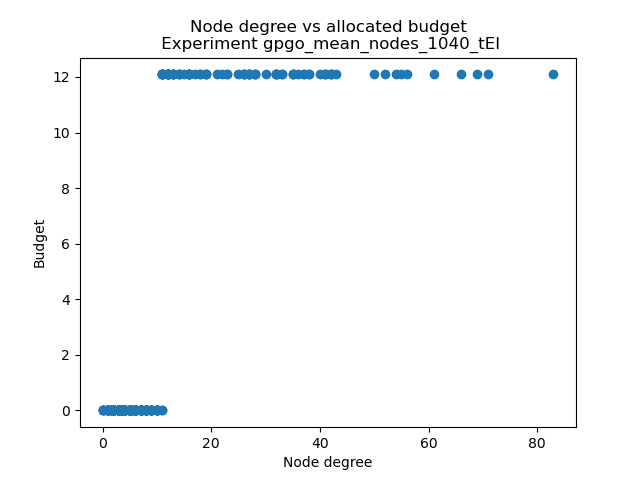 Node degree vs allocated budget
Experiment gpgo_mean_nodes_1040_tEI
12
10
8
6
4
2
0
Budget
0 20 40 60 80
Node degree